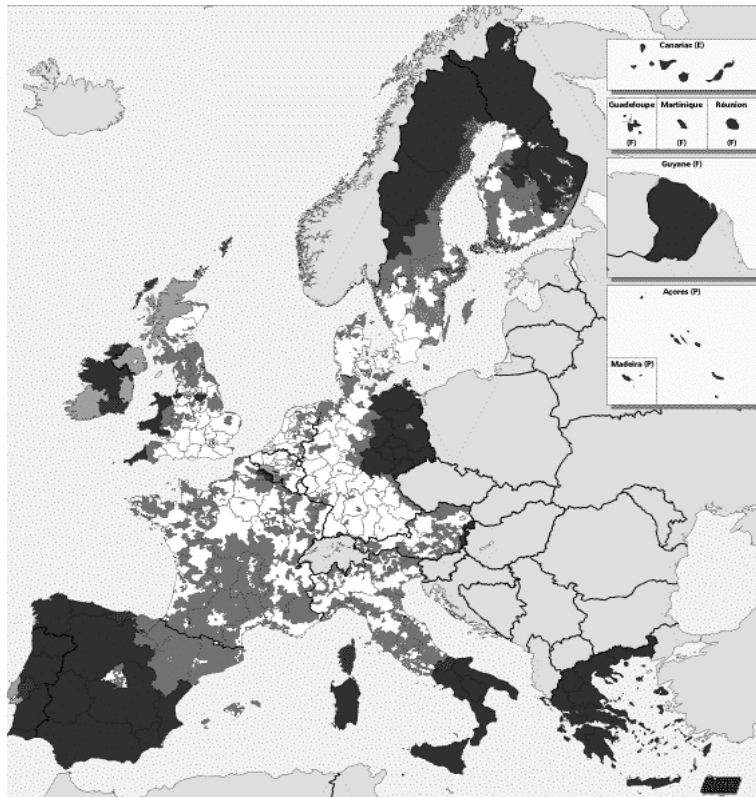 Canarias (E)
Guadeloupe
Martinique
Réunion
(F)
(F)
(F)
Guyane (F)
Açores (P)
Madeira (P)